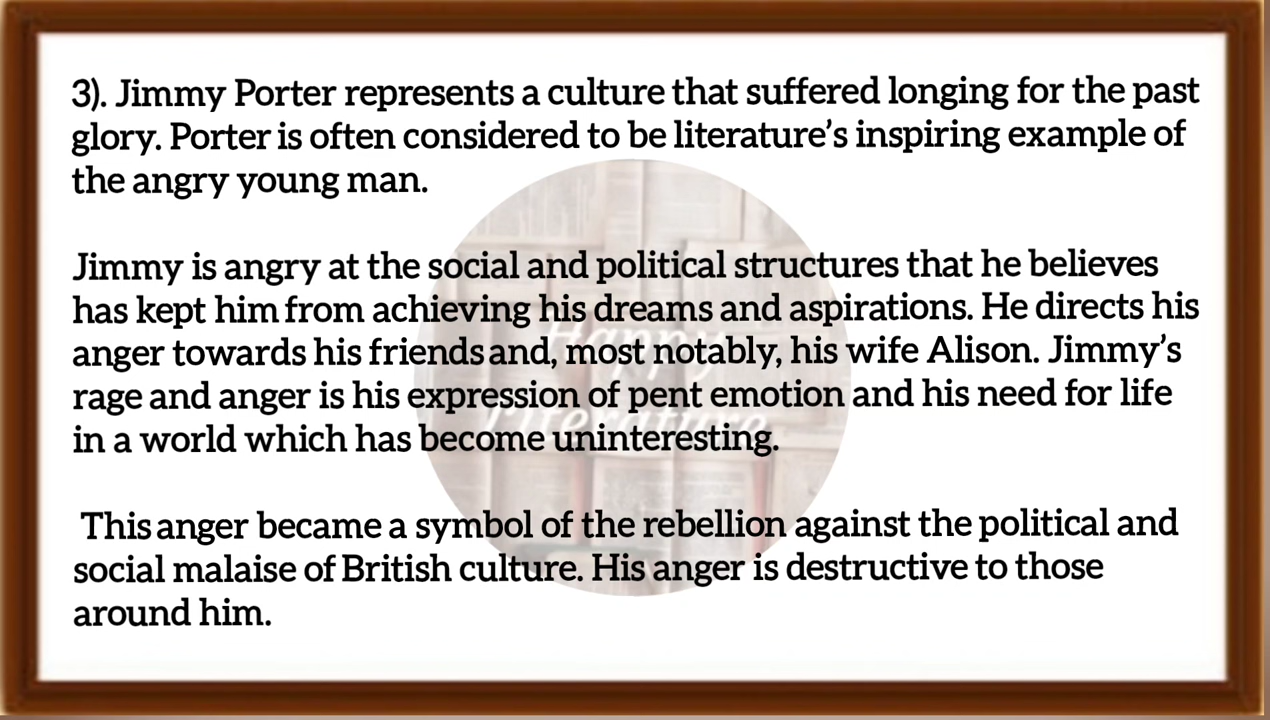 3). Jimmy Porter represents a culture that suffered longing for the past
glory. Porter is often considered to be literature's inspiring example of
the angry young man.
Jimmy is angry at the social and political structures that he believes
has kept him from achieving his dreams and aspirations. He directs his
anger towards his friends and, most notably, his wife Alison. Jimmy's
rage and anger is his expression of pent emotion and his need for life
in a world which has become uninteresting.
This anger became a symbol of the rebellion against the political and
social malaise of British culture. His anger is destructive to those
around him.
Happy
Literature